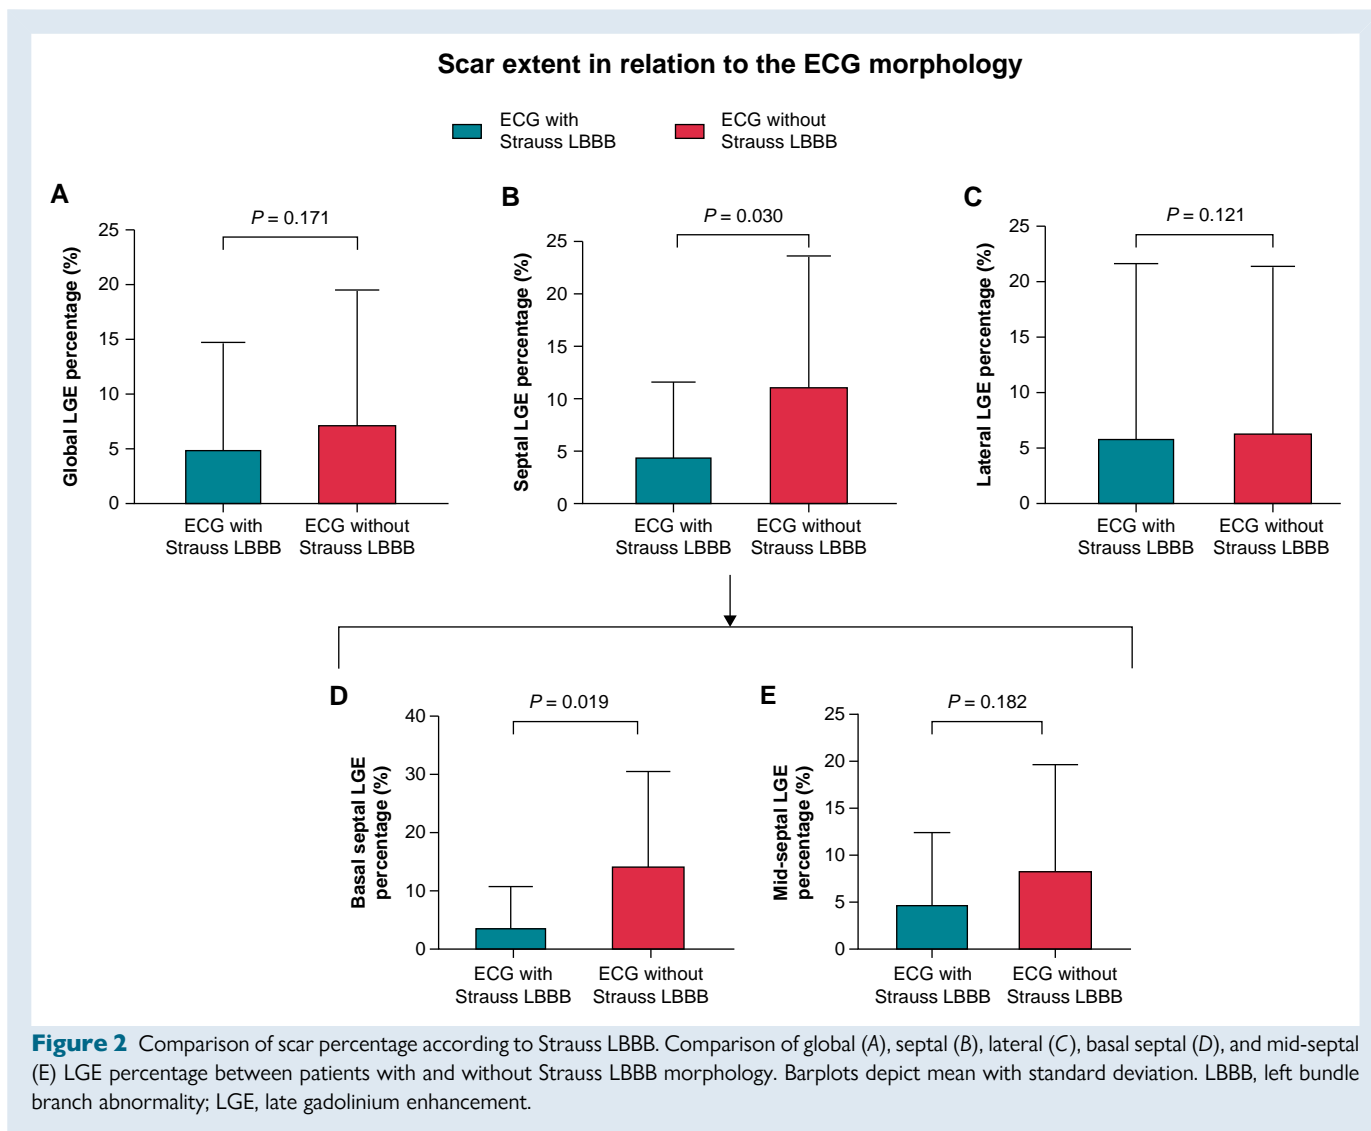 Scar extent in relation to the ECG morphology
ECG with
Strauss LBBB
ECG without
Strauss LBBB
A
P = 0.171
Global LGE percentage (%)
25
20
15
10
5
0
ECG with
Strauss LBBB
ECG without
Strauss LBBB
B
P = 0.030
Septal LGE percentage (%)
25
20
15
10
5
0
ECG with
Strauss LBBB
ECG without
Strauss LBBB
C
P = 0.121
Lateral LGE percentage (%)
25
20
15
10
5
0
ECG with
Strauss LBBB
ECG without
Strauss LBBB
D
P = 0.019
Basal septal LGE
percentage (%)
40
30
20
10
0
ECG with
Strauss LBBB
ECG without
Strauss LBBB
E
P = 0.182
Mid-septal LGE
percentage (%)
25
20
15
10
5
0
ECG with
Strauss LBBB
ECG without
Strauss LBBB
Figure 2 Comparison of scar percentage according to Strauss LBBB. Comparison of global (A), septal (B), lateral (C), basal septal (D), and mid-septal
(E) LGE percentage between patients with and without Strauss LBBB morphology. Barplots depict mean with standard deviation. LBBB, left bundle
branch abnormality; LGE, late gadolinium enhancement.